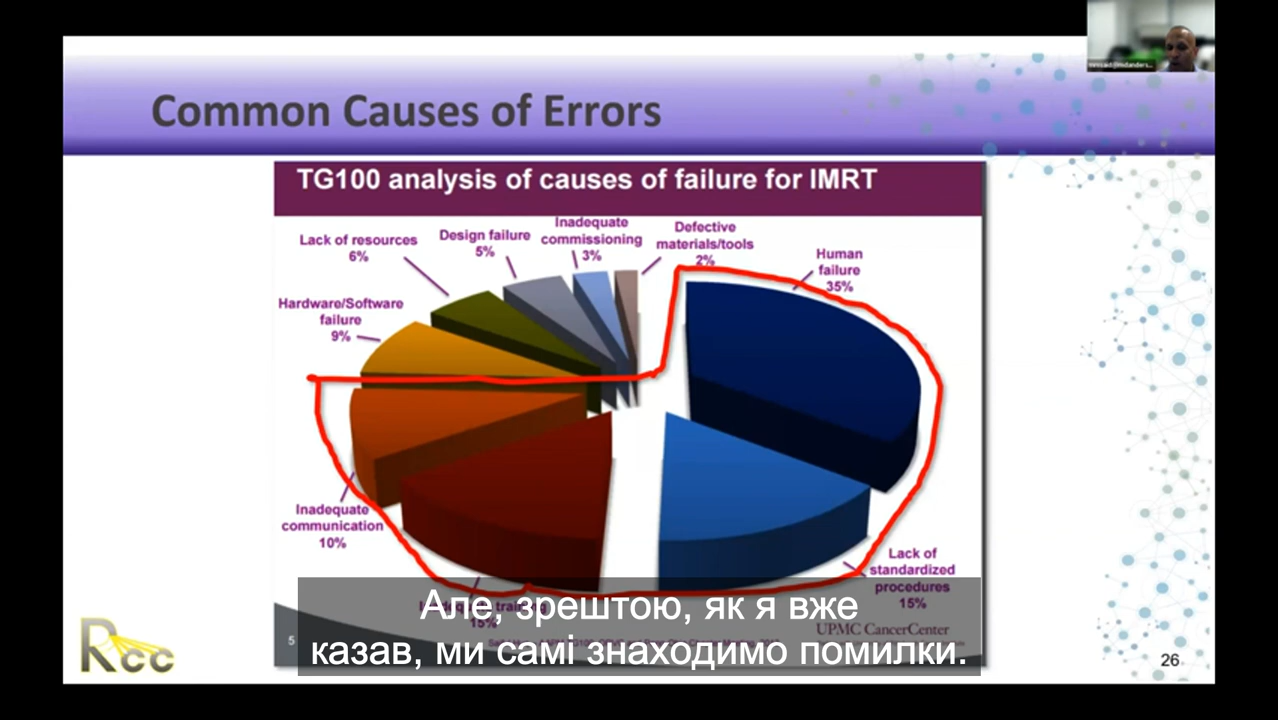 Common Causes of Errors
TG100 analysis of causes of failure for IMRT
Lack of resources
6%
Design failure
5%
Inadequate
commissioning
3%
Defective
materials/tools
2%
Human
failure
35%
Hardware/Software
failure
9%
Inadequate
communication
10%
Lack of
standardized
procedures
15%
15%
UPMC CancerCenter
5
Але, зрештою, як я вже
казав, ми самі знаходимо помилки.
Rcc
26